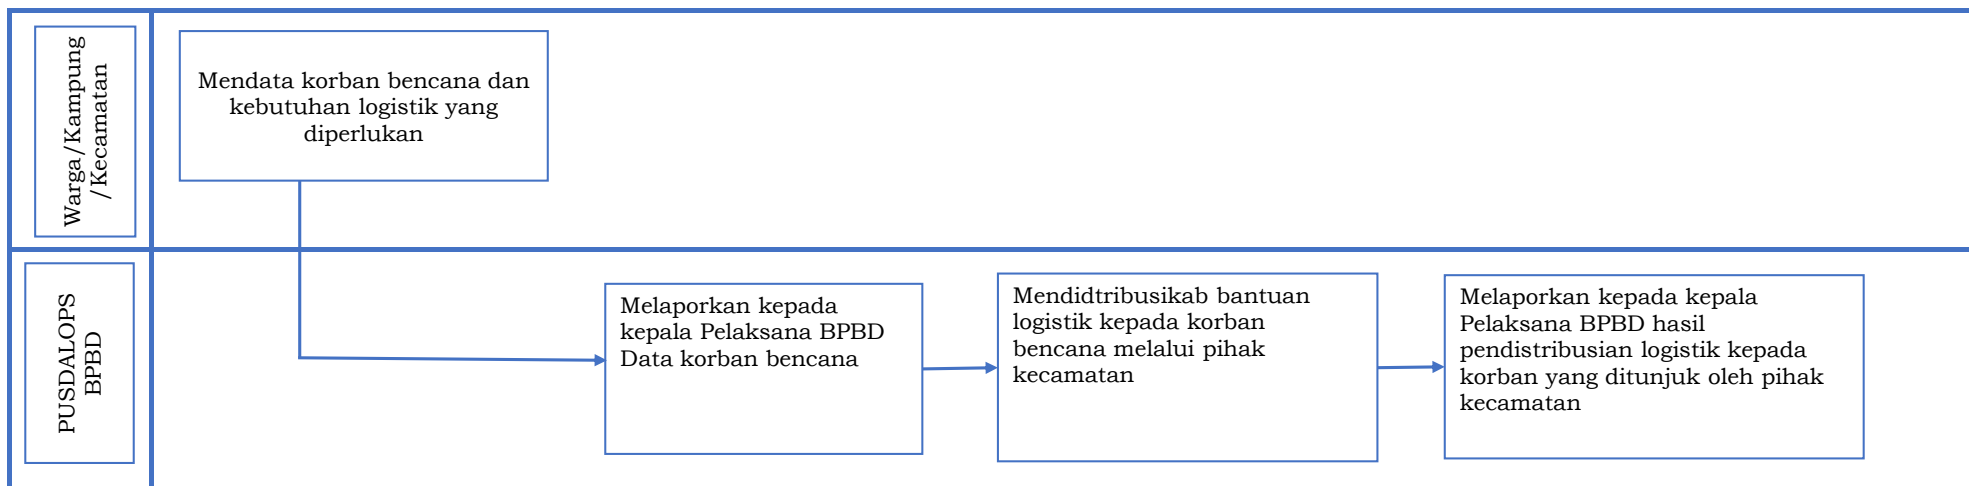 Warga/Kampung
/Kecamatan
Mendata korban bencana dan
kebutuhan logistik yang
diperlukan
PUSDALOPS
BPBD
Melaporkan kepada
kepala Pelaksana BPBD
Data korban bencana
Mendidtribusikab bantuan
logistik kepada korban
bencana melalui pihak
kecamatan
Melaporkan kepada kepala
Pelaksana BPBD hasil
pendistribusian logistik kepada
korban yang ditunjuk oleh pihak
kecamatan